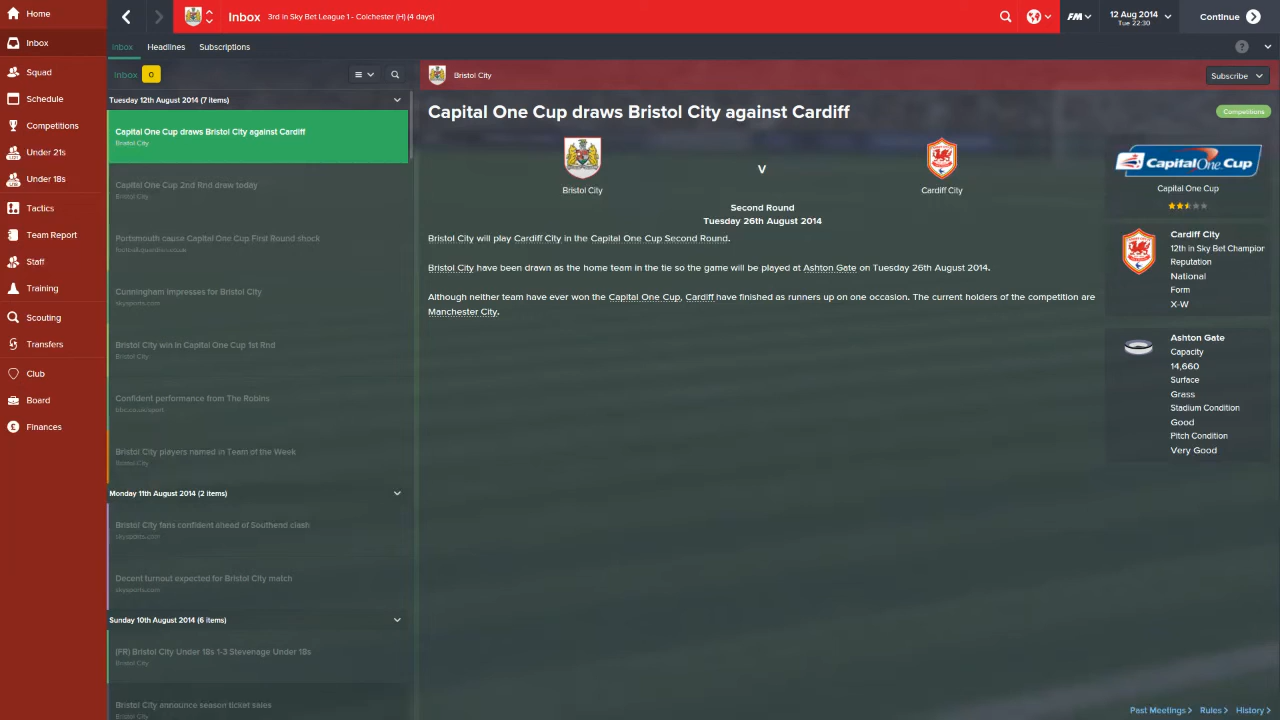 Home
Inbox
Squad
Schedule
Competitions
Under 21s
Under 18s
Tactics
Team Report
Staff
Training
Scouting
Transfers
Club
Board
Finances
Inbox
3rd in Sky Bet League 1 - Colchester (H) (4 days)
FM
12 Aug 2014
Tue 22:30
Continue
Inbox Headlines Subscriptions
Inbox 0
Tuesday 12th August 2014 (7 items)
Capital One Cup draws Bristol City against Cardiff
Bristol City
Capital One Cup 2nd Rnd draw today
Bristol City
Portsmouth cause Capital One Cup First Round shock
Cunningham impresses for Bristol City
skysports.com
Bristol City win in Capital One Cup 1st Rnd
Bristol City
Confident performance from The Robins
bbc.co.uk/sport
Bristol City players named in Team of the Week
Bristol City
Monday 11th August 2014 (2 items)
Bristol City fans confident ahead of Southend clash
skysports.com
Decent turnout expected for Bristol City match
skysports.com
Sunday 10th August 2014 (6 items)
(FR) Bristol City Under 18s 1-3 Stevenage Under 18s
Bristol City
Bristol City announce season ticket sales
Bristol City
Bristol City
Subscribe
Capital One Cup draws Bristol City against Cardiff
Competitions
Bristol City
v
Cardiff City
Second Round
Tuesday 26th August 2014
Bristol City will play Cardiff City in the Capital One Cup Second Round.
Bristol City have been drawn as the home team in the tie so the game will be played at Ashton Gate on Tuesday 26th August 2014.
Although neither team have ever won the Capital One Cup, Cardiff have finished as runners up on one occasion. The current holders of the competition are
Manchester City.
Capital One Cup
Capital One Cup
Cardiff City
12th in Sky Bet Champion
Reputation
National
Form
X-W
Ashton Gate
Capacity
14,660
Surface
Grass
Stadium Condition
Good
Pitch Condition
Very Good
Past Meetings> Rules> History>